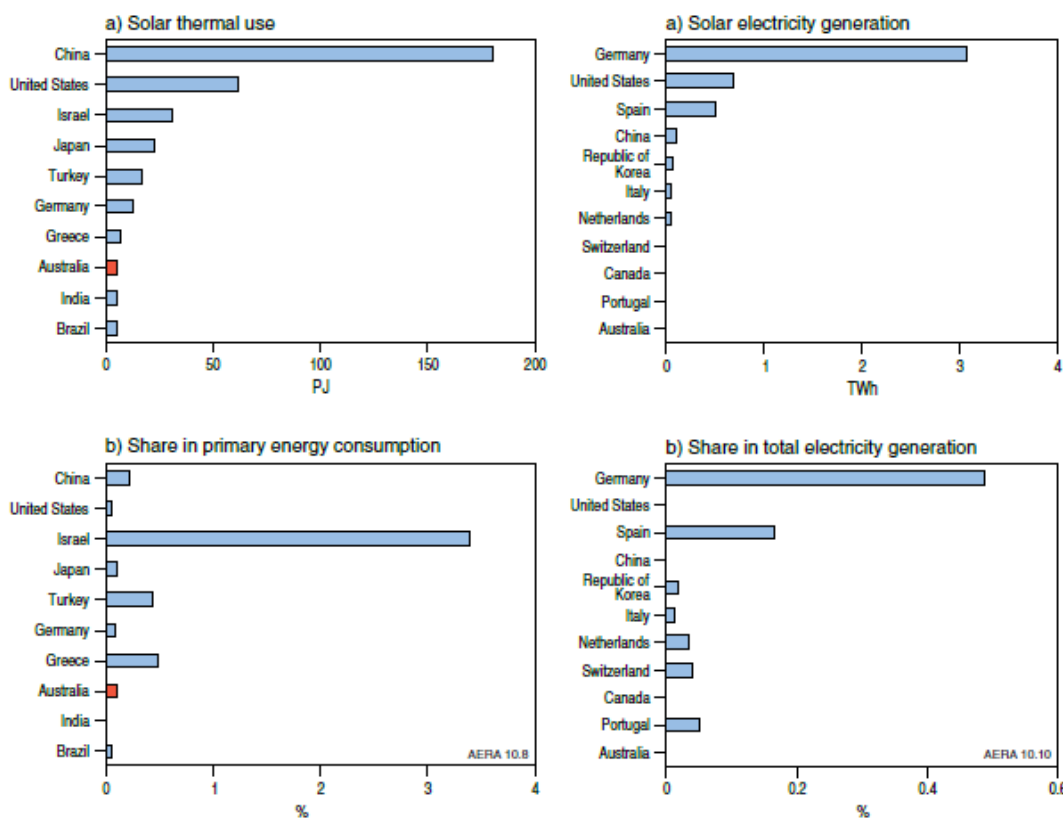 a) Solar thermal use
China
United States
Israel
Japan
Turkey
Germany
Greece
Australia
India
Brazil
0 50 100 150 200
PJ
a) Solar electricity generation
Germany
United States
Spain
China
Republic of
Korea
Italy
Netherlands
Switzerland
Canada
Portugal
Australia
0 1 2 3 4
TWh
b) Share in primary energy consumption
China
United States
Israel
Japan
Turkey
Germany
Greece
Australia
India
Brazil
AERA 10.8
0 1 2 3 4
%
b) Share in total electricity generation
Germany
United States
Spain
China
Republic of
Korea
Italy
Netherlands
Switzerland
Canada
Portugal
Australia
AERA 10.10
0 0.2 0.4 0.6
%